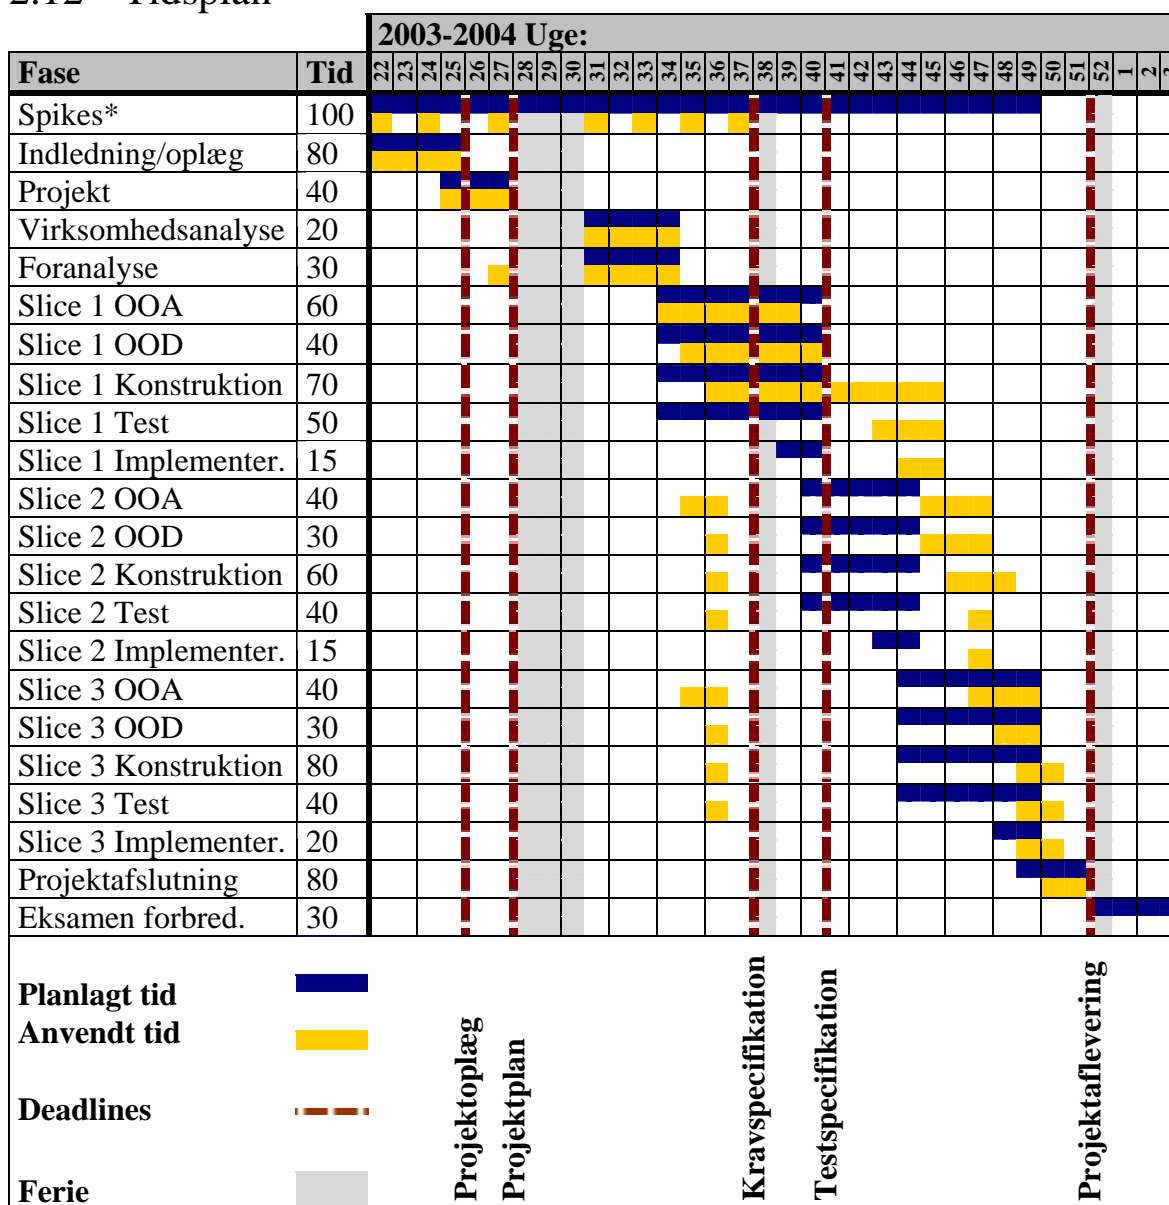 2.12 Tidsplan
2003-2004 Uge:
Fase Tid 22 23 24 25 26 27 28 29 30 31 32 33 34 35 36 37 38 39 40 41 42 43 44 45 46 47 48 49 50 51 52 1 2
Spikes* 100
Indledning/oplæg 80
Projekt 40
Virksomhedsanalyse 20
Foranalyse 30
Slice 1 OOA 60
Slice 1 OOD 40
Slice 1 Konstruktion 70
Slice 1 Test 50
Slice 1 Implementer. 15
Slice 2 OOA 40
Slice 2 OOD 30
Slice 2 Konstruktion 60
Slice 2 Test 40
Slice 2 Implementer. 15
Slice 3 OOA 40
Slice 3 OOD 30
Slice 3 Konstruktion 80
Slice 3 Test 40
Slice 3 Implementer. 20
Projektafslutning 80
Eksamen forbred. 30
Planlagt tid
Anvendt tid
Deadlines
Ferie
Projektoplæg
Projektplan
Kravspecifikation
Testspecifikation
Projektaflevering